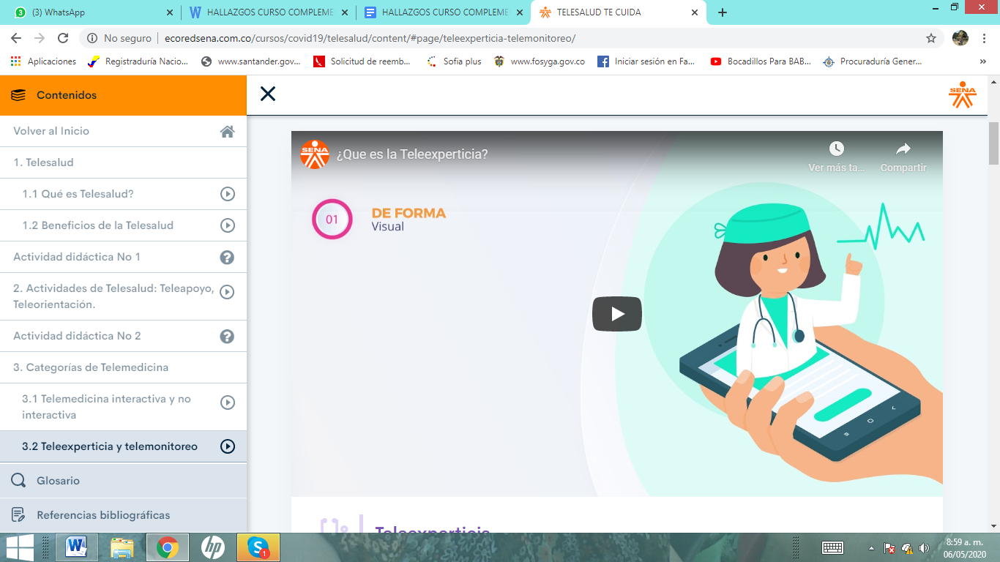 (3) WhatsApp
HALLAZGOS CURSO COMPLEME
HALLAZGOS CURSO COMPLEME
TELESALUD TE CUIDA
No seguro
ecoredsena.com.co/cursos/covid19/telesalud/content/#page/teleexperticia-telemonitoreo/
Aplicaciones
Registraduría Nacio...
www.santander.gov...
Solicitud de reemb...
Sofia plus
www.fosyga.gov.co
Iniciar sesión en Fa...
Bocadillos Para BAB...
Procuraduría Gener...
»
Contenidos
SENA
Volver al Inicio
1. Telesalud
1.1 Qué es Telesalud?
1.2 Beneficios de la Telesalud
Actividad didáctica No 1
2. Actividades de Telesalud: Teleapoyo,
Teleorientación.
Actividad didáctica No 2
3. Categorías de Telemedicina
3.1 Telemedicina interactiva y no
interactiva
3.2 Teleexperticia y telemonitoreo
Glosario
Referencias bibliográficas
SENA
¿Que es la Teleexperticia?
Ver más ta...
Compartir
01
DE FORMA
Visual
Teleexperticia
8:59 a. m.
06/05/2020